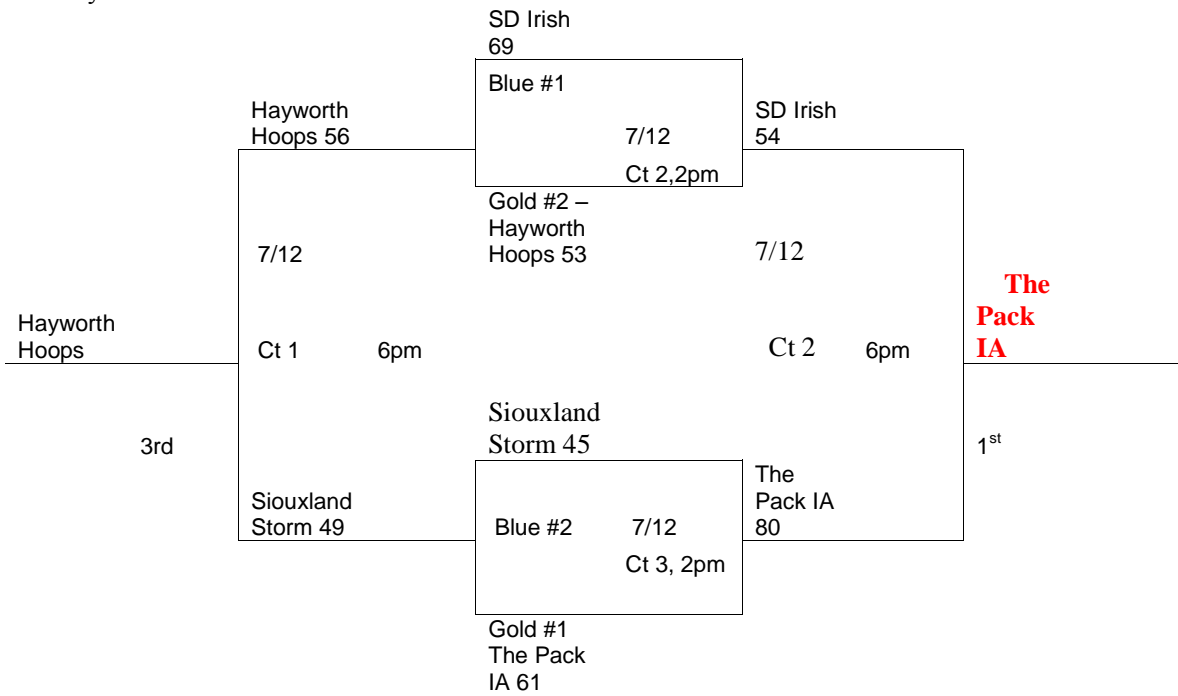 SD Irish
69
Blue #1
Hayworth
Hoops 56
SD Irish
54
7/12
Ct 2,2pm
Gold #2 –
Hayworth
Hoops 53
7/12
7/12
The
Pack
IA
Hayworth
Hoops
Ct 1 6pm
Ct 2 6pm
Siouxland
Storm 45
3rd
1st
The
Pack IA
80
Siouxland
Storm 49
Blue #2 7/12
Ct 3, 2pm
Gold #1
The Pack
IA 61